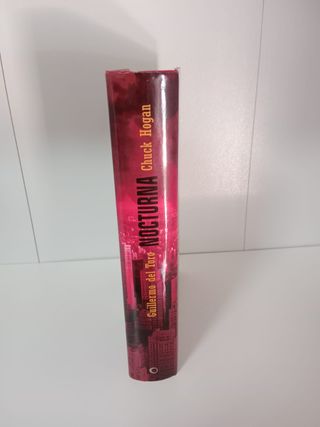 Guillermo del Toro
NOCTURNA
Chuck Hogan